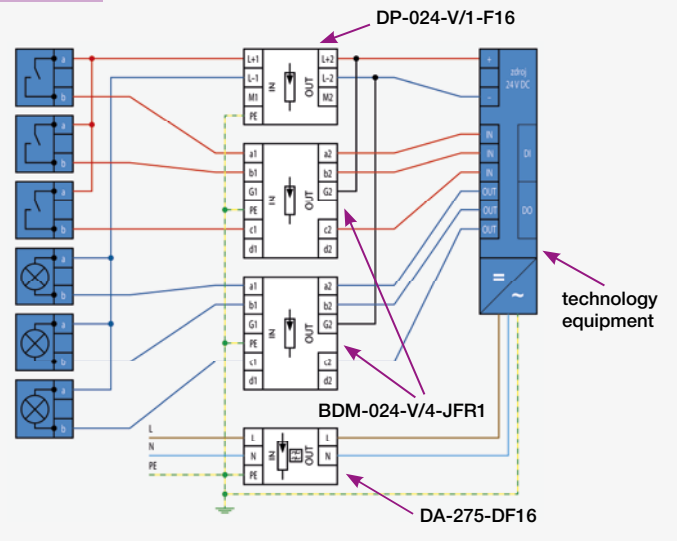 DP-024-V/1-F16
a
b
a
b
a
b
a
b
a
b
a
b
L+1
L-1
M1
PE
IN
OUT
L+2
L-2
M2
a1
b1
G1
PE
c1
d1
IN
OUT
a2
b2
G2
c2
d2
a1
b1
G1
PE
c1
d1
IN
OUT
a2
b2
G2
c2
d2
+
–
zdroj
24 V DC
IN
IN
IN
DI
OUT
OUT
OUT
DO
=
~
technology
equipment
BDM-024-V/4-JFR1
L
N
PE
L
N
PE
IN
OUT
L
N
DA-275-DF16